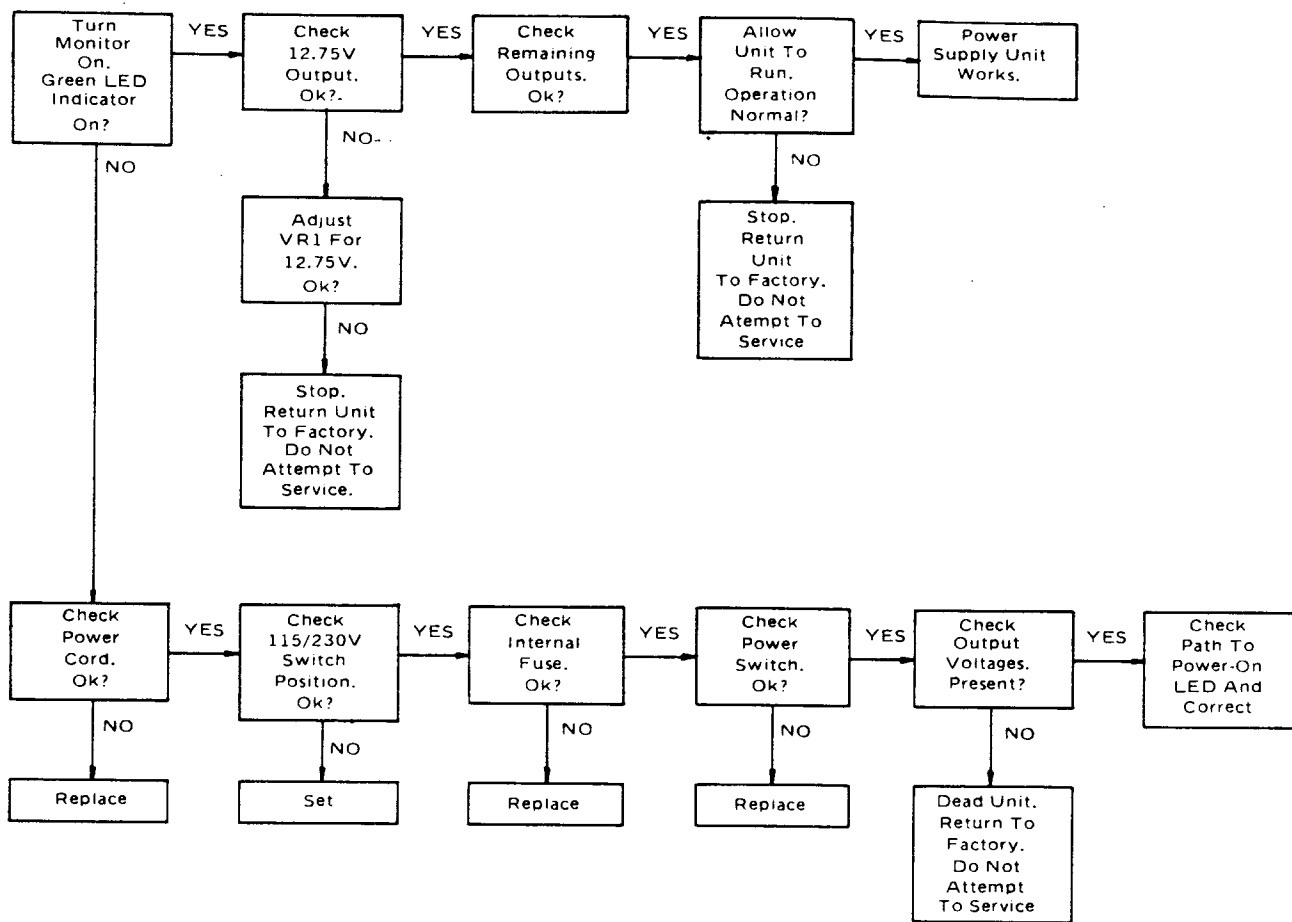 Turn
Monitor
On.
Green LED
Indicator
On?
YES
Check
12.75V
Output.
Ok?.
YES
Check
Remaining
Outputs.
Ok?
YES
Allow
Unit To
Run.
Operation
Normal?
YES
Power
Supply Unit
Works.
NO
NO
NO
Adjust
VR1 For
12.75V.
Ok?
NO
Stop.
Return Unit
To Factory.
Do Not
Attempt To
Service.
Stop.
Return
Unit
To Factory.
Do Not
Atempt To
Service
Check
Power
Cord.
Ok?
YES
Check
115/230V
Switch
Position.
Ok?
YES
Check
Internal
Fuse.
Ok?
YES
Check
Power
Switch.
Ok?
YES
Check
Output
Voltages.
Present?
YES
Check
Path To
Power-On
LED And
Correct
NO
Replace
NO
Set
NO
Replace
NO
Replace
NO
Dead Unit.
Return To
Factory.
Do Not
Attempt
To Service